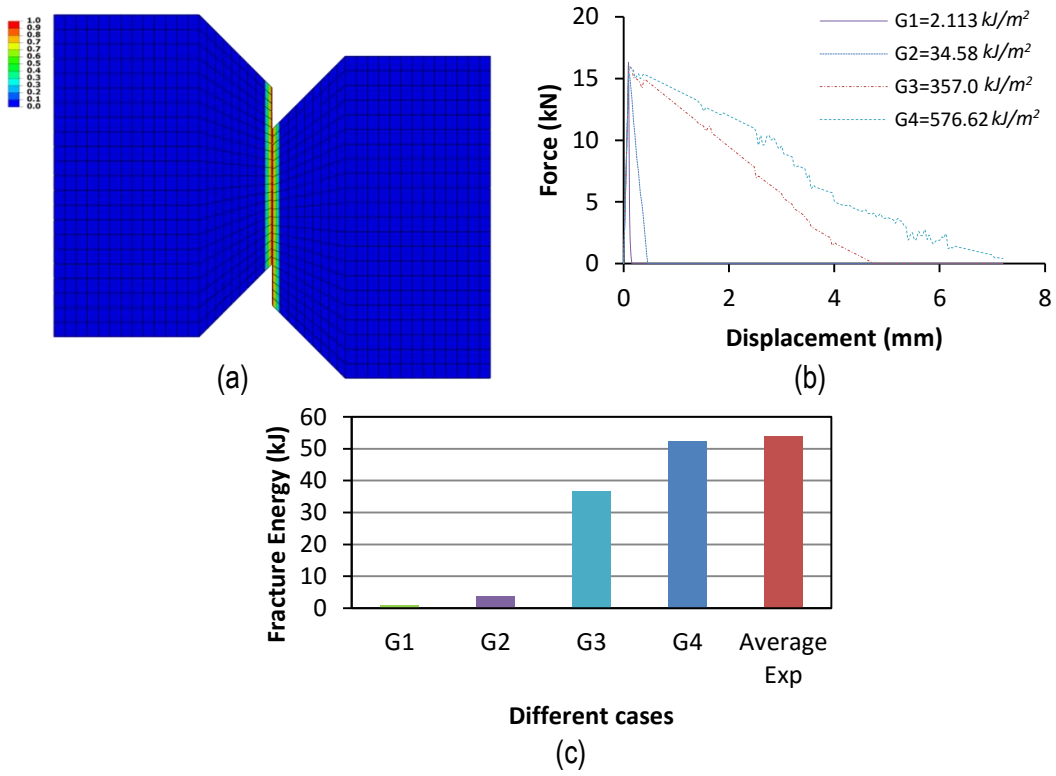 1.0
0.9
0.8
0.7
0.6
0.5
0.4
0.3
0.2
0.1
0.0
(a)
20
15
10
5
0
Force (kN)
0 2 4 6 8
Displacement (mm)
G1=2.113 kJ/m²
G2=34.58 kJ/m²
G3=357.0 kJ/m²
G4=576.62 kJ/m²
(b)
60
50
40
30
20
10
0
Fracture Energy (kJ)
G1 G2 G3 G4 Average
Exp
Different cases
(c)